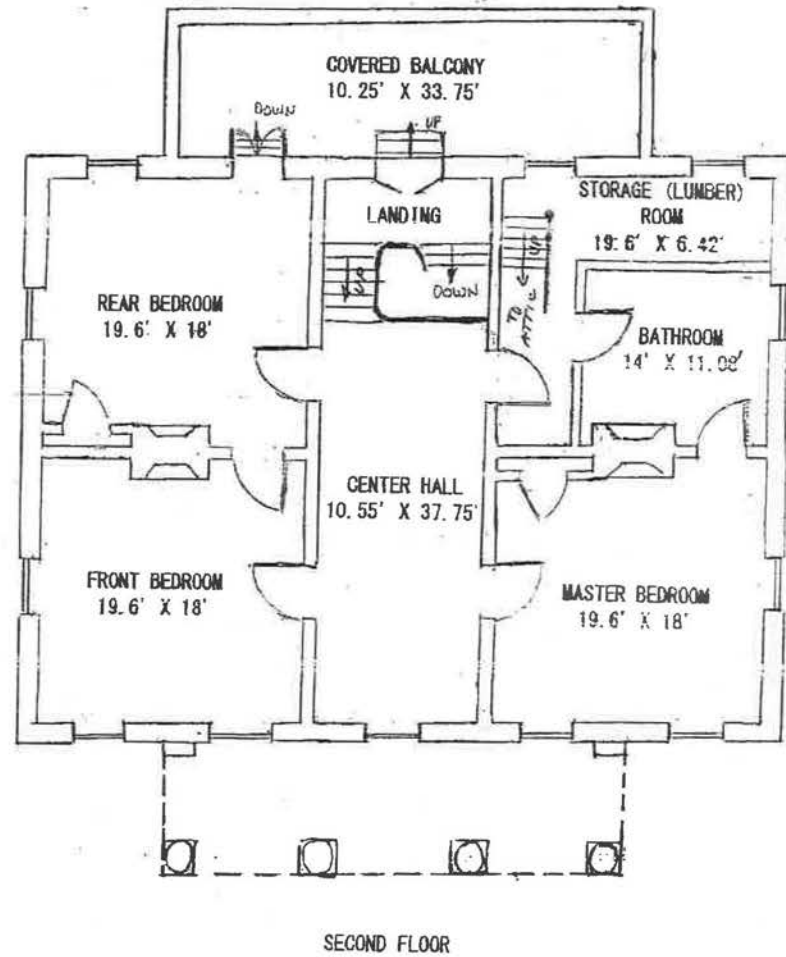 COVERED BALCONY
10.25' X 33.75'
DOWN
UP
LANDING
STORAGE (LUMBER)
ROOM
19.6' X 6.42'
UP
DOWN
UP
TO
ATTIC
REAR BEDROOM
19.6' X 18'
BATHROOM
14' X 11.08'
CENTER HALL
10.55' X 37.75'
FRONT BEDROOM
19.6' X 18'
MASTER BEDROOM
19.6' X 18'
SECOND FLOOR